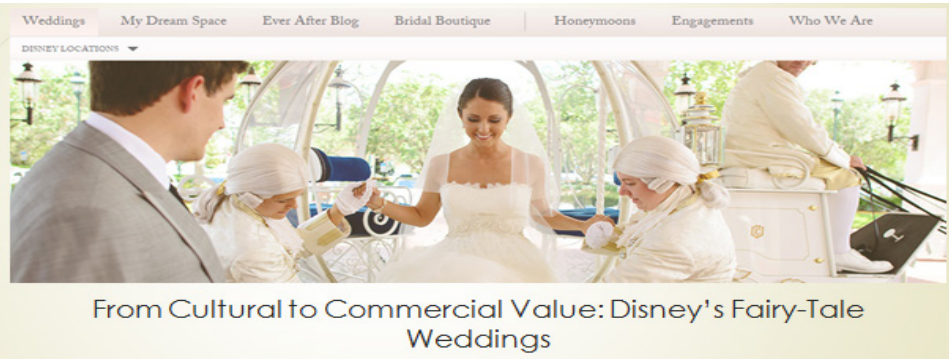 Weddings My Dream Space Ever After Blog Bridal Boutique Honeymoons Engagements Who We Are
DISNEY LOCATIONS
From Cultural to Commercial Value: Disney's Fairy-Tale
Weddings